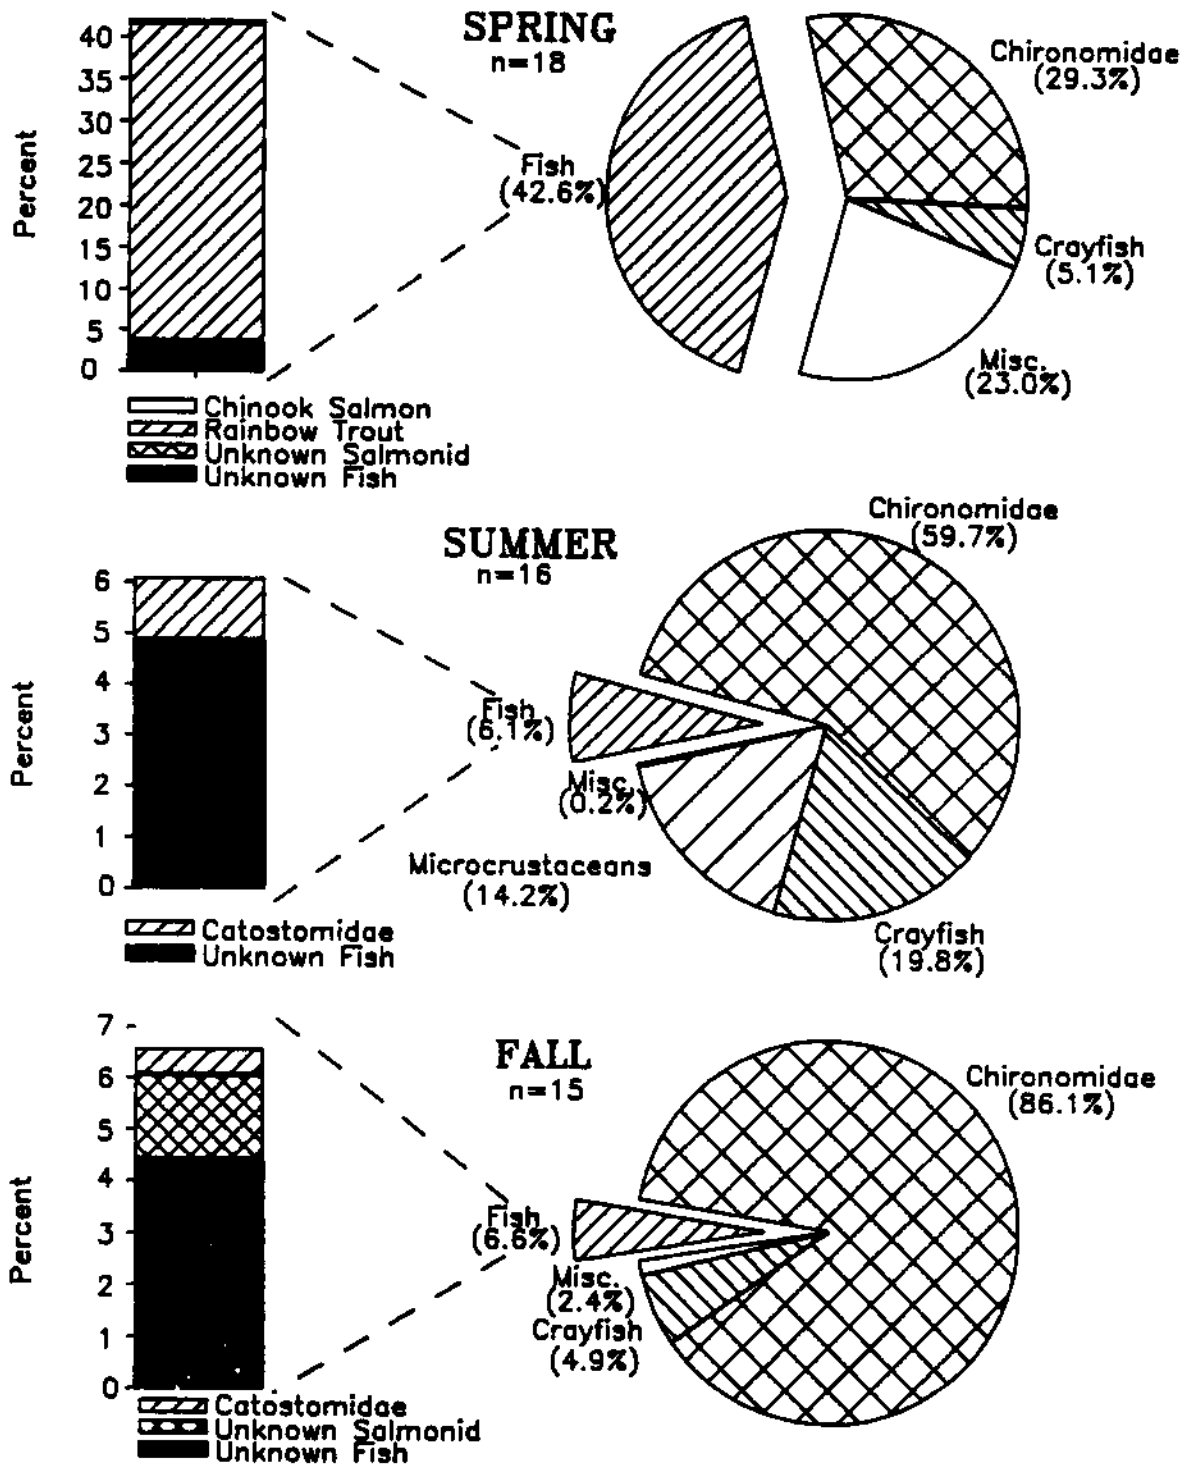 SPRING
n=18
Percent
40
35
30
25
20
15
10
5
0
Fish
(42.6%)
Chironomidae
(29.3%)
Crayfish
(5.1%)
Misc.
(23.0%)
Chinook Salmon
Rainbow Trout
Unknown Salmonid
Unknown Fish
SUMMER
n=16
Percent
6
5
4
3
2
1
0
Chironomidae
(59.7%)
Fish
(6.1%)
Misc.
(0.2%)
Microcrustaceans
(14.2%)
Crayfish
(19.8%)
Catostomidae
Unknown Fish
FALL
n=15
Percent
7
6
5
4
3
2
1
0
Chironomidae
(86.1%)
Fish
(6.6%)
Misc.
(2.4%)
Crayfish
(4.9%)
Catostomidae
Unknown Salmonid
Unknown Fish